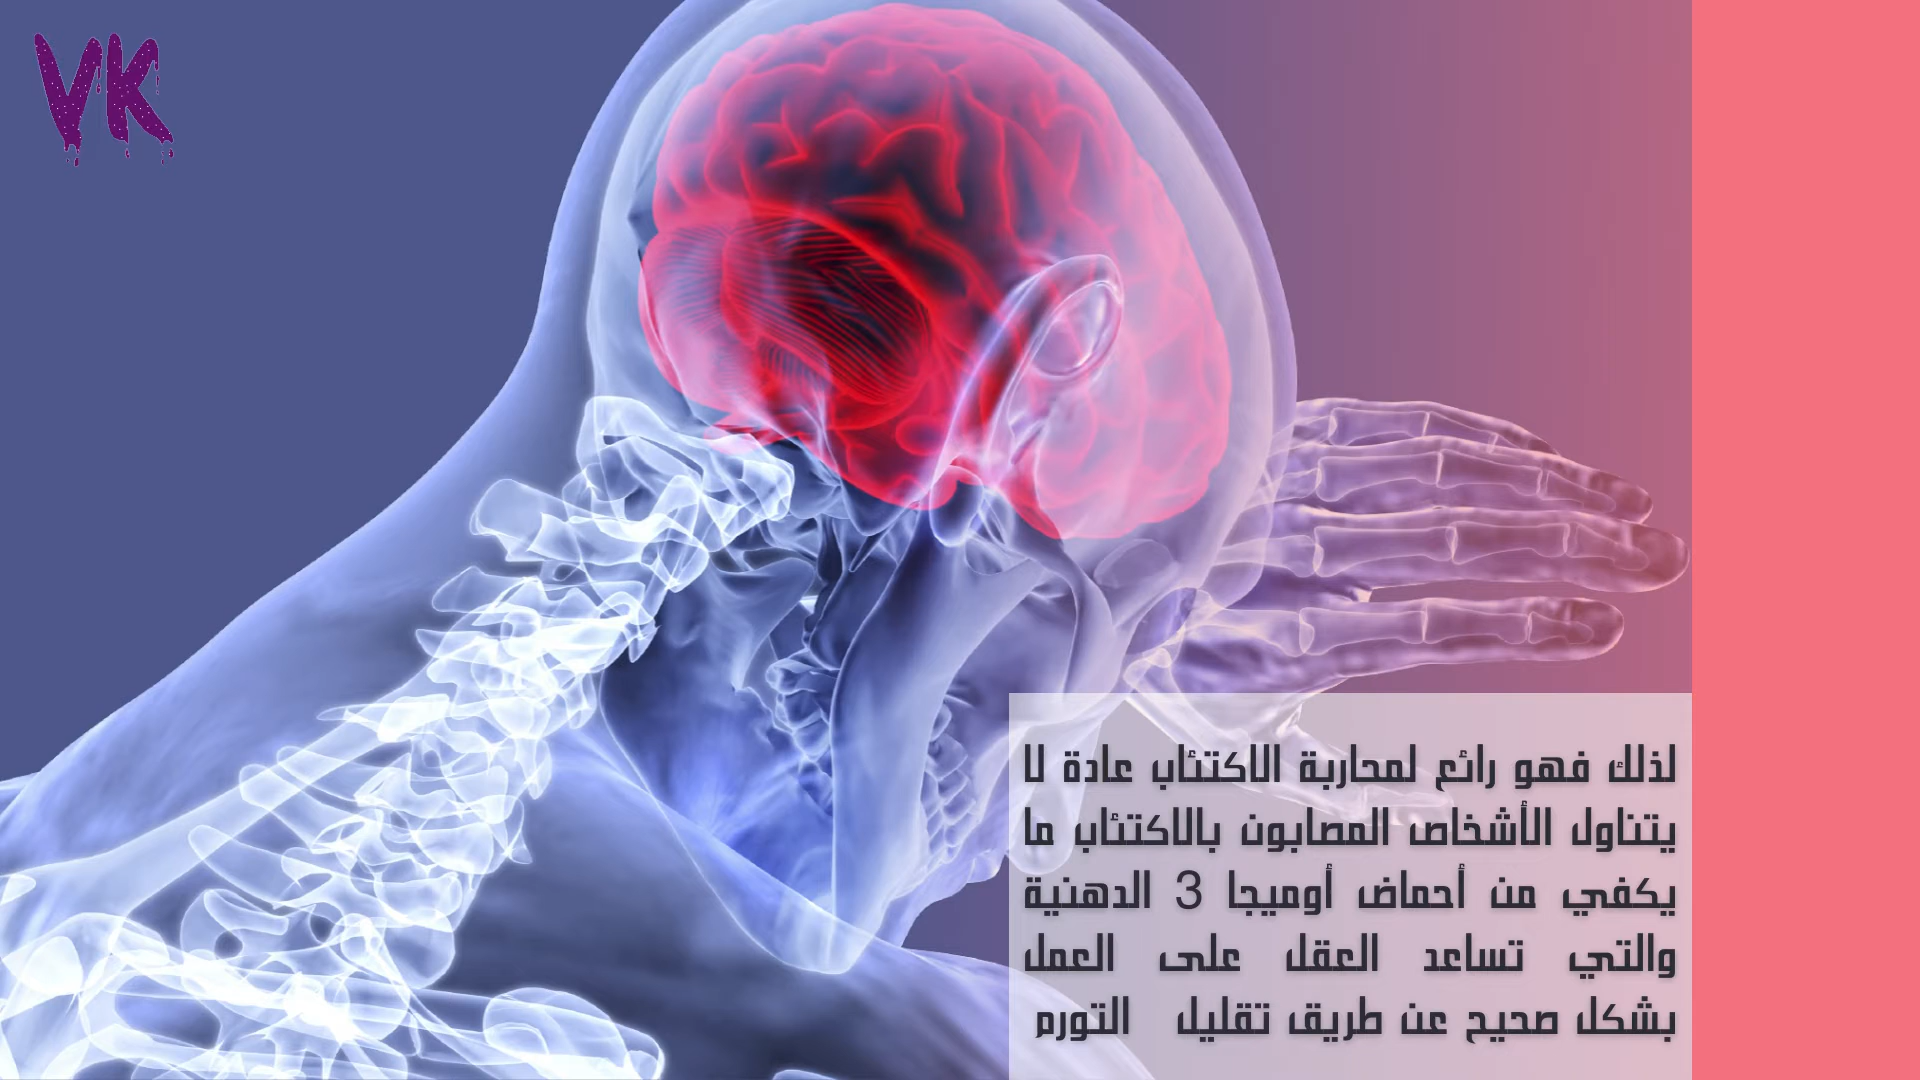 VK
لذلك فهو رائع لمحاربة الاكتئاب عادة لا
يتناول الأشخاص المصابون بالاكتئاب ما
يكفي من أحماض أوميجا 3 الدهنية
والتي تساعد العقل على العمل
بشكل صحيح عن طريق تقليل التورم